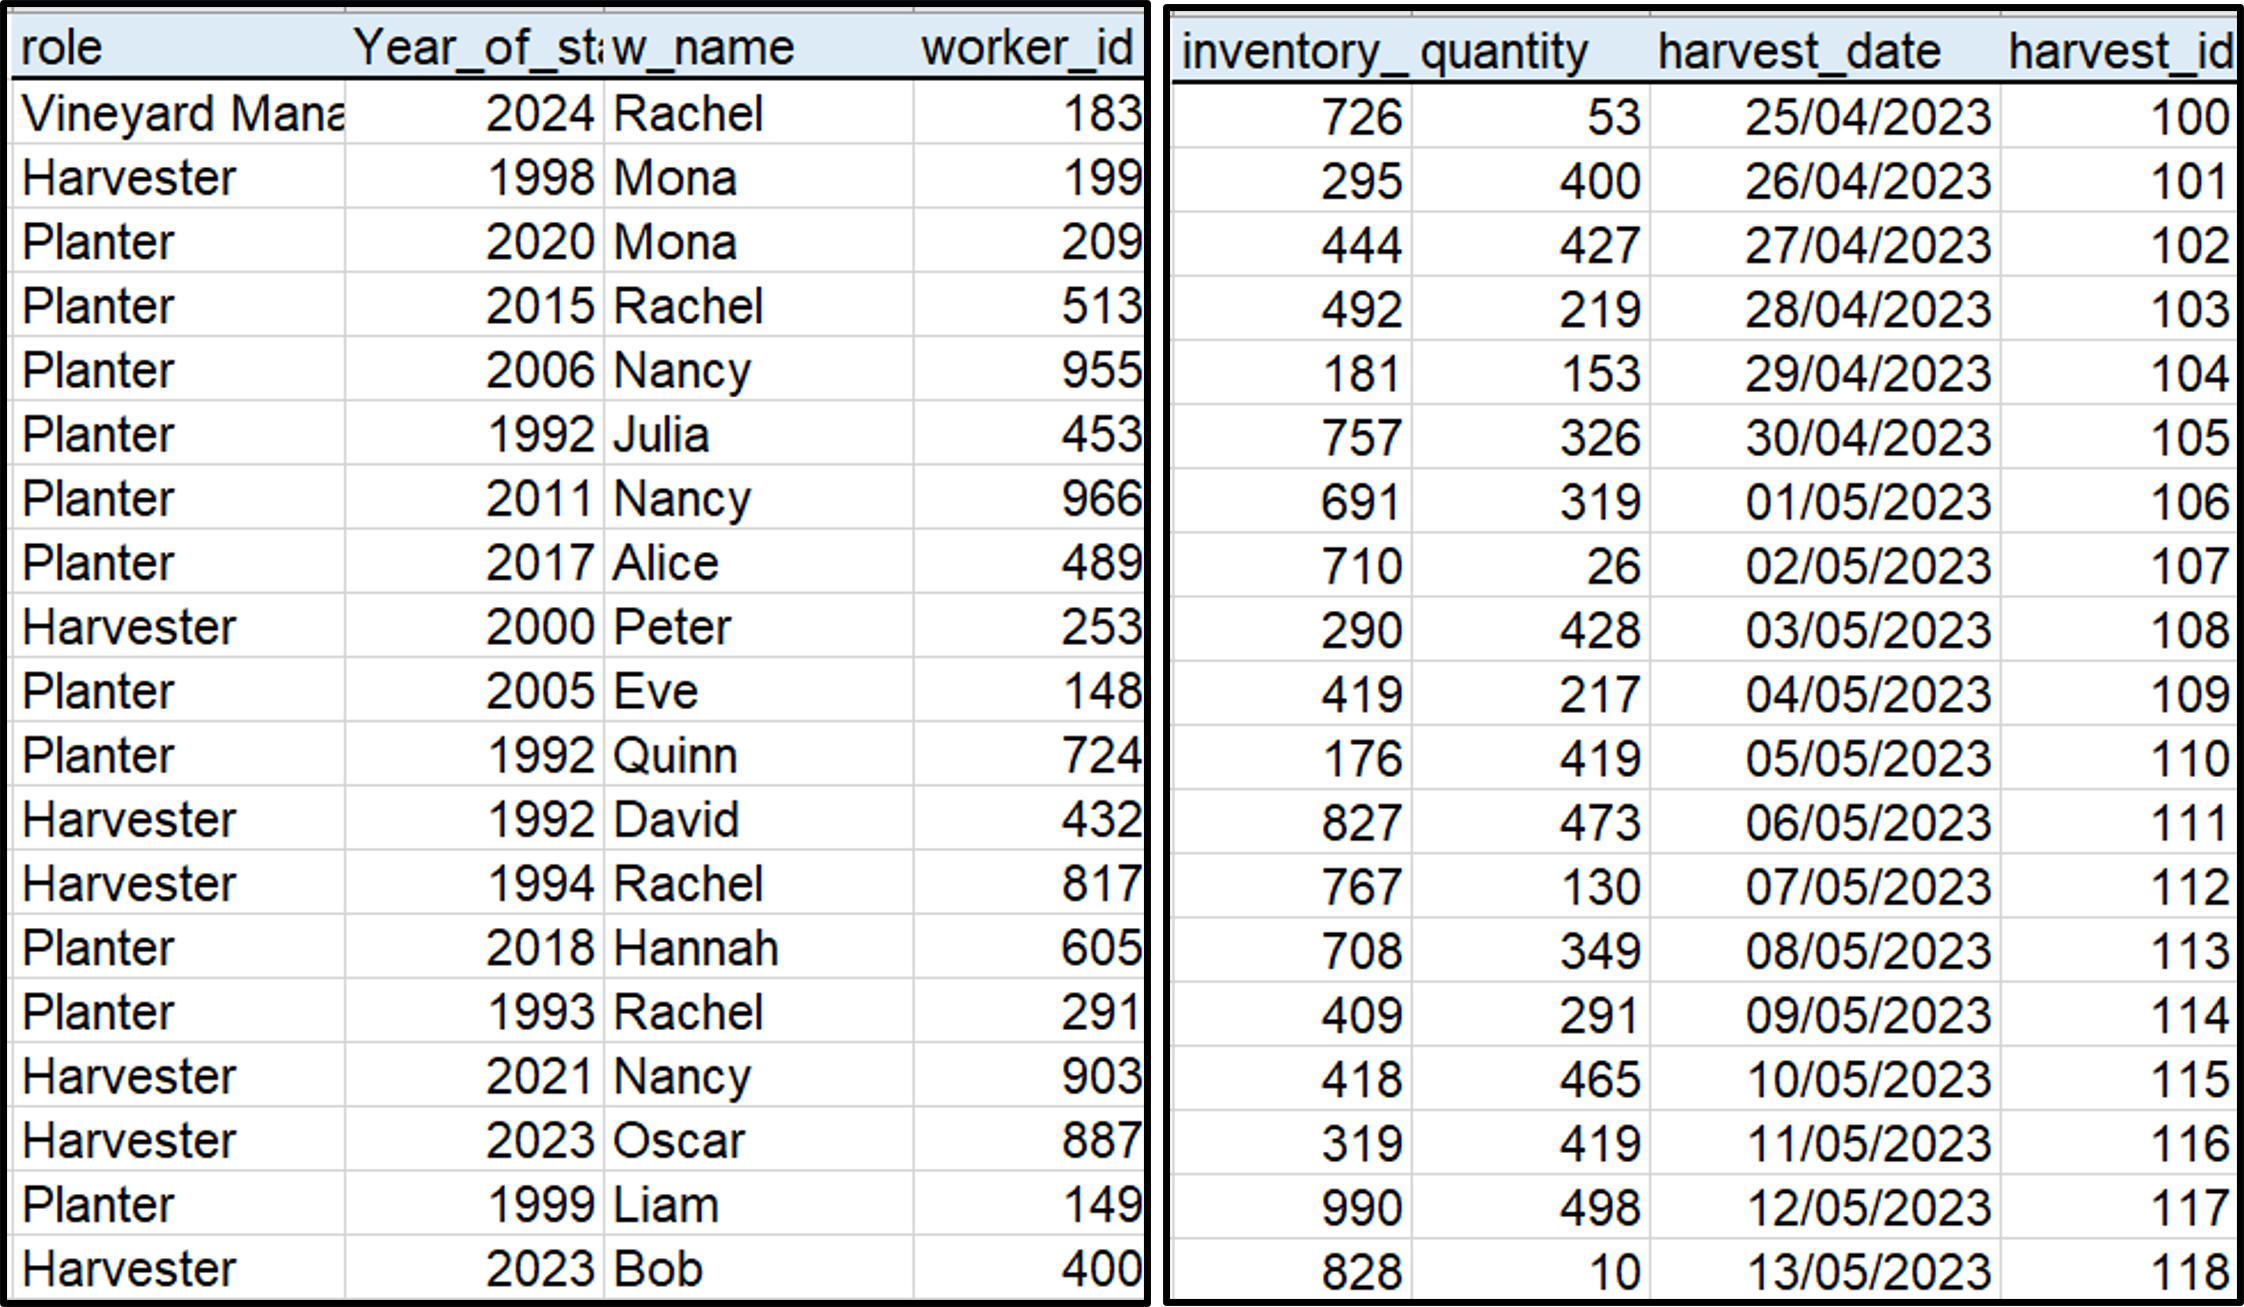 role Year_of_sta w_name worker_id
Vineyard Mana 2024 Rachel 183
Harvester 1998 Mona 199
Planter 2020 Mona 209
Planter 2015 Rachel 513
Planter 2006 Nancy 955
Planter 1992 Julia 453
Planter 2011 Nancy 966
Planter 2017 Alice 489
Harvester 2000 Peter 253
Planter 2005 Eve 148
Planter 1992 Quinn 724
Harvester 1992 David 432
Harvester 1994 Rachel 817
Planter 2018 Hannah 605
Planter 1993 Rachel 291
Harvester 2021 Nancy 903
Harvester 2023 Oscar 887
Planter 1999 Liam 149
Harvester 2023 Bob 400
inventory_ quantity harvest_date harvest_id
726 53 25/04/2023 100
295 400 26/04/2023 101
444 427 27/04/2023 102
492 219 28/04/2023 103
181 153 29/04/2023 104
757 326 30/04/2023 105
691 319 01/05/2023 106
710 26 02/05/2023 107
290 428 03/05/2023 108
419 217 04/05/2023 109
176 419 05/05/2023 110
827 473 06/05/2023 111
767 130 07/05/2023 112
708 349 08/05/2023 113
409 291 09/05/2023 114
418 465 10/05/2023 115
319 419 11/05/2023 116
990 498 12/05/2023 117
828 10 13/05/2023 118